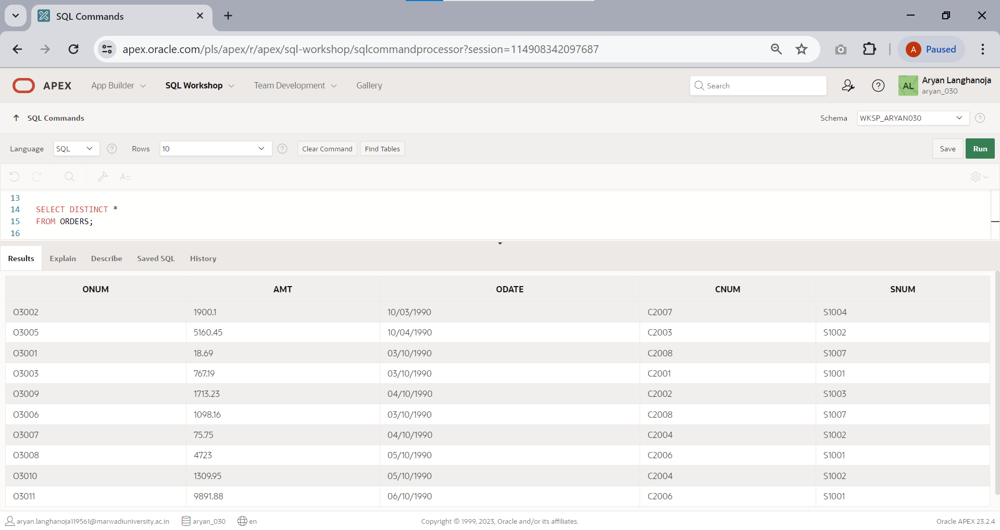 SQL Commands
apex.oracle.com/pls/apex/r/apex/sql-workshop/sqlcommandprocessor?session=114908342097687
A Paused
APEX App Builder SQL Workshop Team Development Gallery Search AL Aryan Langhanoja
aryan_030
SQL Commands Schema WKSP_ARYAN030
Language SQL Rows 10 Clear Command Find Tables Save Run
13
14 SELECT DISTINCT *
15 FROM ORDERS;
16
Results Explain Describe Saved SQL History
ONUM AMT ODATE CNUM SNUM
O3002 1900.1 10/03/1990 C2007 S1004
O3005 5160.45 10/04/1990 C2003 S1002
O3001 18.69 03/10/1990 C2008 S1007
O3003 767.19 03/10/1990 C2001 S1001
O3009 1713.23 04/10/1990 C2002 S1003
O3006 1098.16 03/10/1990 C2008 S1007
O3007 75.75 04/10/1990 C2004 S1002
O3008 4723 05/10/1990 C2006 S1001
O3010 1309.95 05/10/1990 C2004 S1002
O3011 9891.88 06/10/1990 C2006 S1001
aryan.langhanoja119561@marwadiuniversity.ac.in aryan_030 en Copyright © 1999, 2023, Oracle and/or its affiliates. Oracle APEX 23.2.4